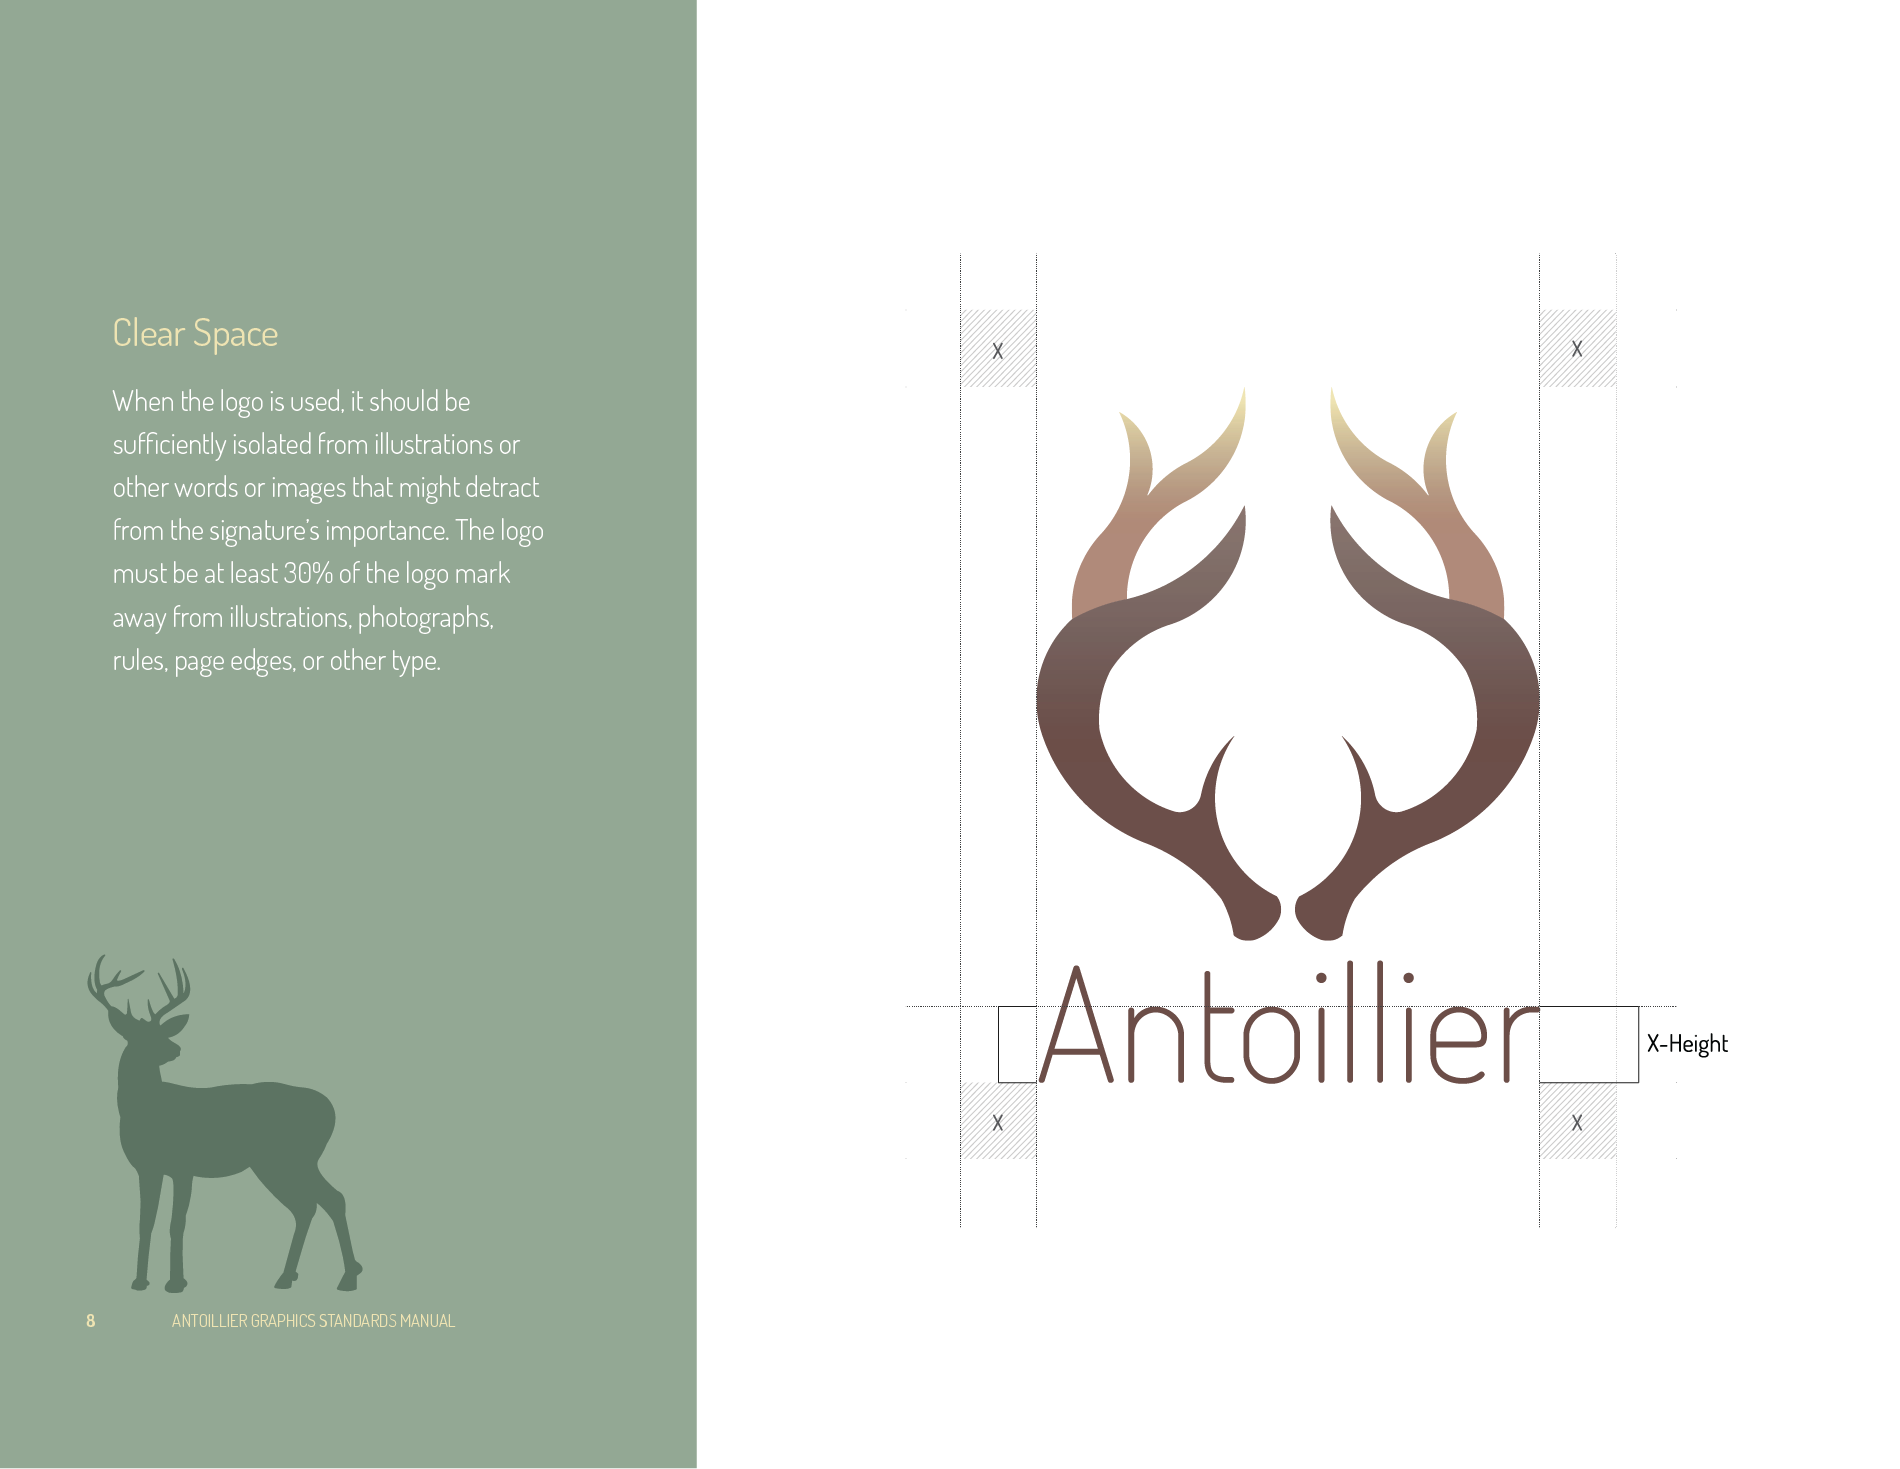 Clear Space
When the logo is used, it should be
sufficiently isolated from illustrations or
other words or images that might detract
from the signature's importance. The logo
must be at least 30% of the logo mark
away from illustrations, photographs,
rules, page edges, or other type.
8 ANTOILLIER GRAPHICS STANDARDS MANUAL
X X
Antoillier
X-Height
X X